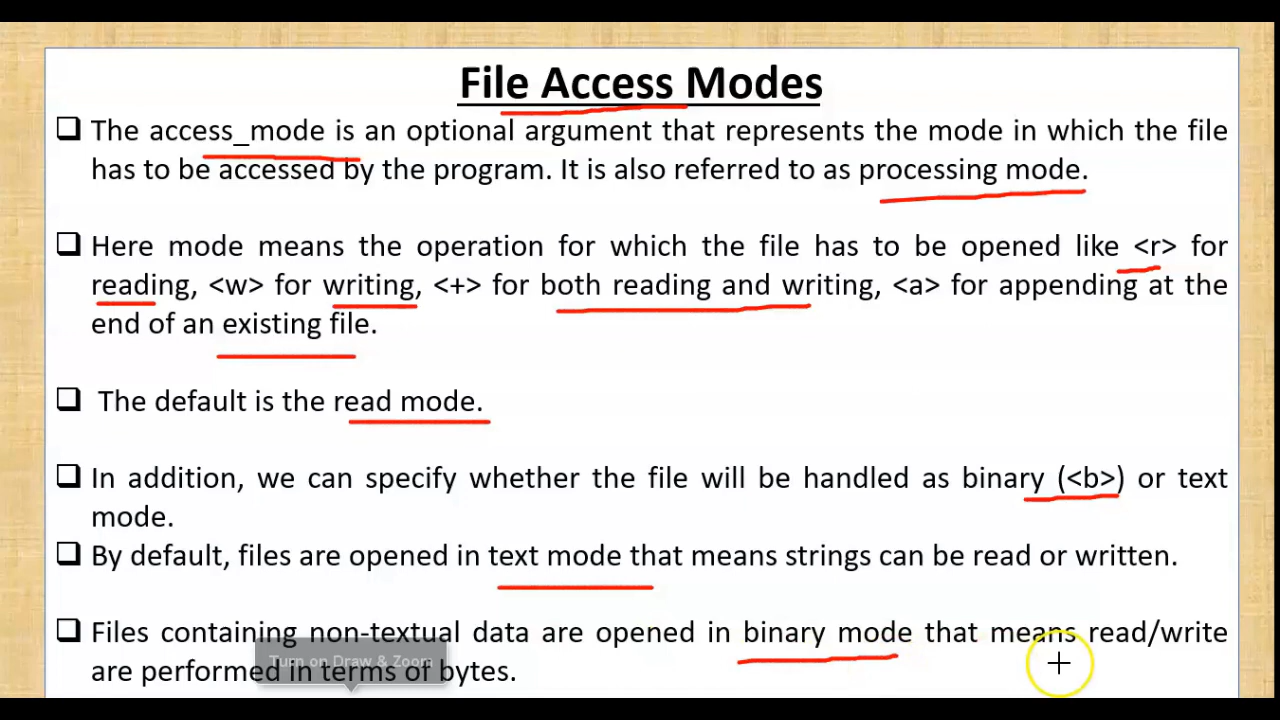 File Access Modes
❑ The access_mode is an optional argument that represents the mode in which the file
has to be accessed by the program. It is also referred to as processing mode.
❑ Here mode means the operation for which the file has to be opened like <r> for
reading, <w> for writing, <+> for both reading and writing, <a> for appending at the
end of an existing file.
❑ The default is the read mode.
❑ In addition, we can specify whether the file will be handled as binary (<b>) or text
mode.
❑ By default, files are opened in text mode that means strings can be read or written.
❑ Files containing non-textual data are opened in binary mode that means read/write
Turn on Draw & Zoom
are performed in terms of bytes.